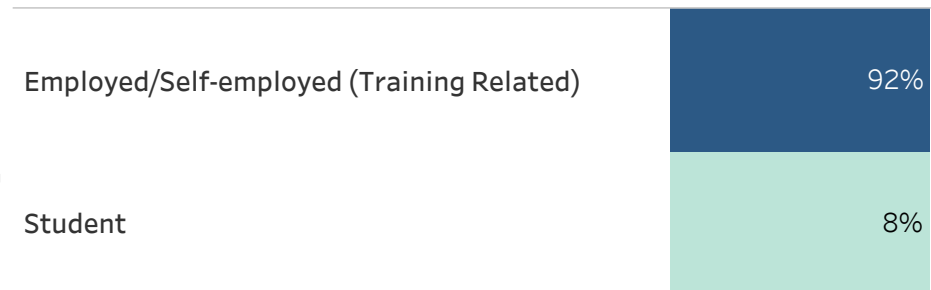 Employed/Self-employed (Training Related) 92%
Student 8%